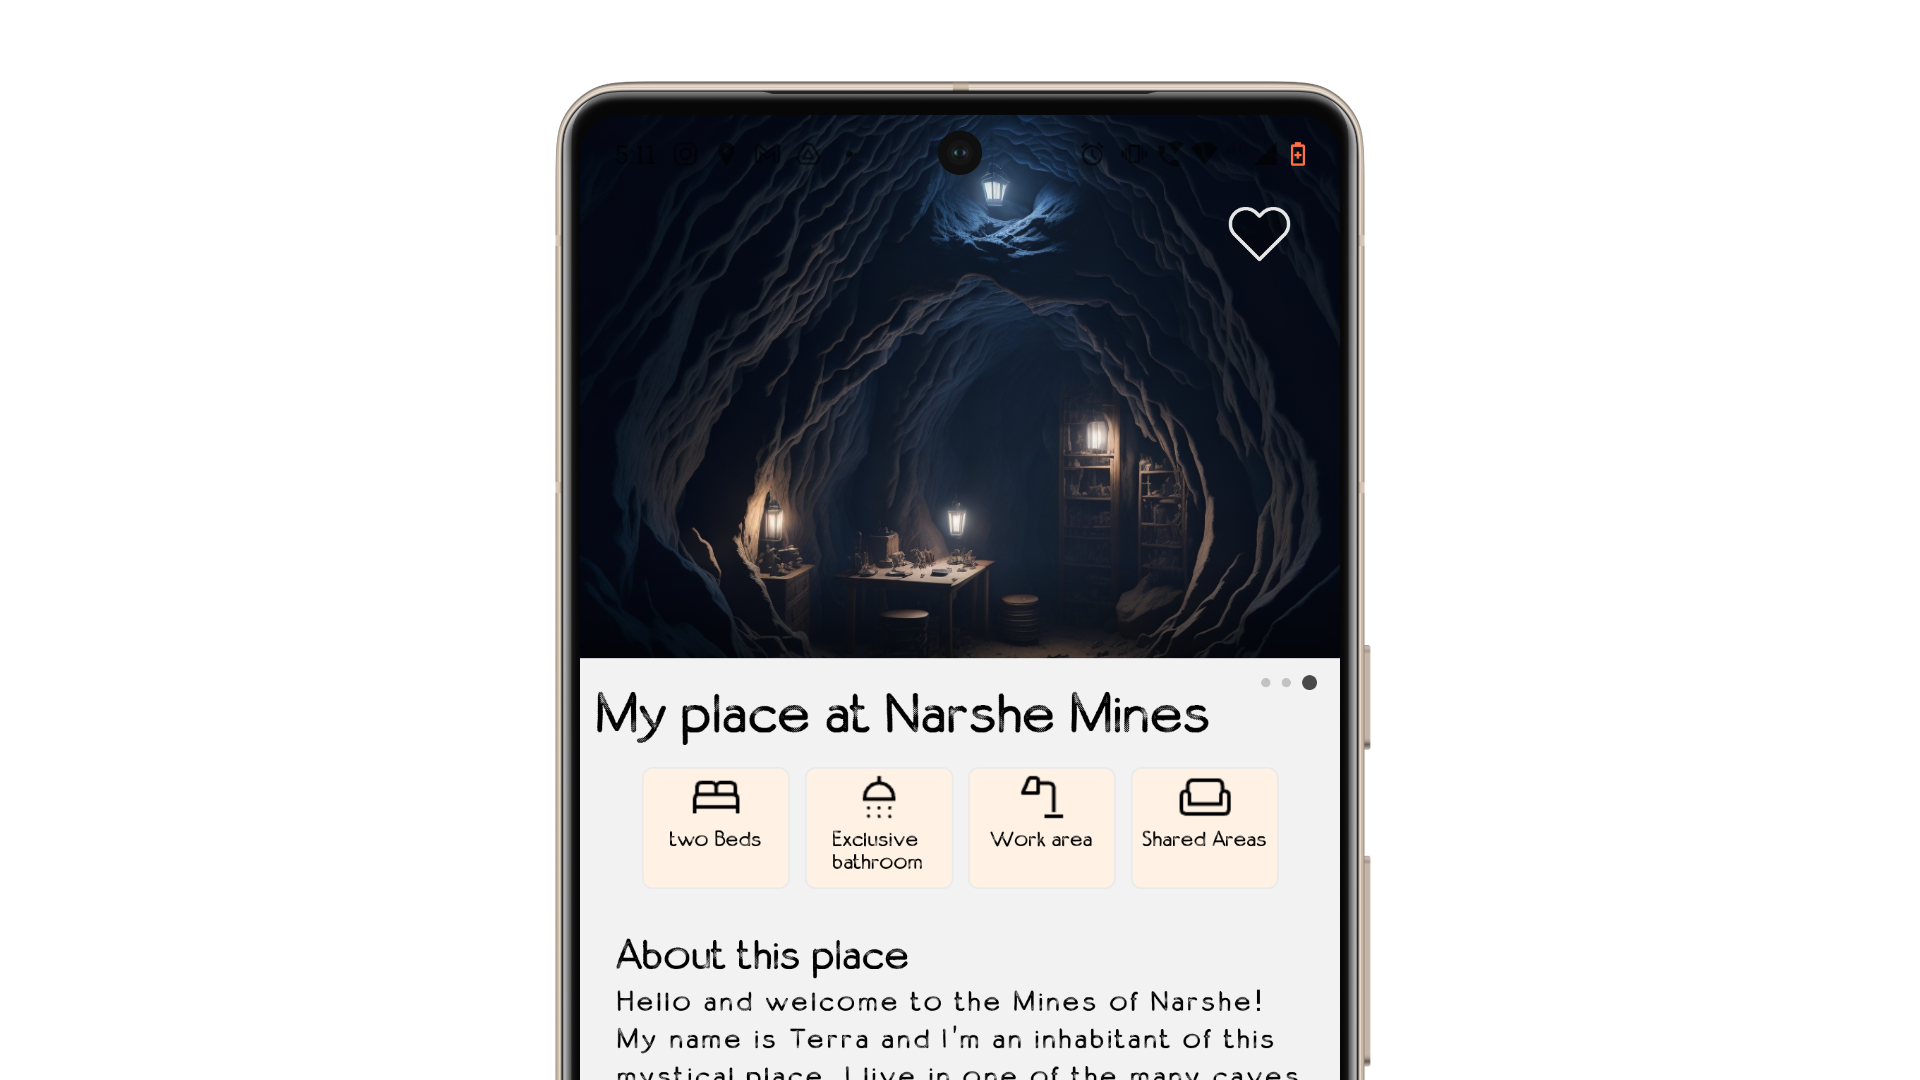 5:11
My place at Narshe Mines
two Beds
Exclusive
bathroom
Work area
Shared Areas
About this place
Hello and welcome to the Mines of Narshe!
My name is Terra and I'm an inhabitant of this
mystical place. I live in one of the many caves